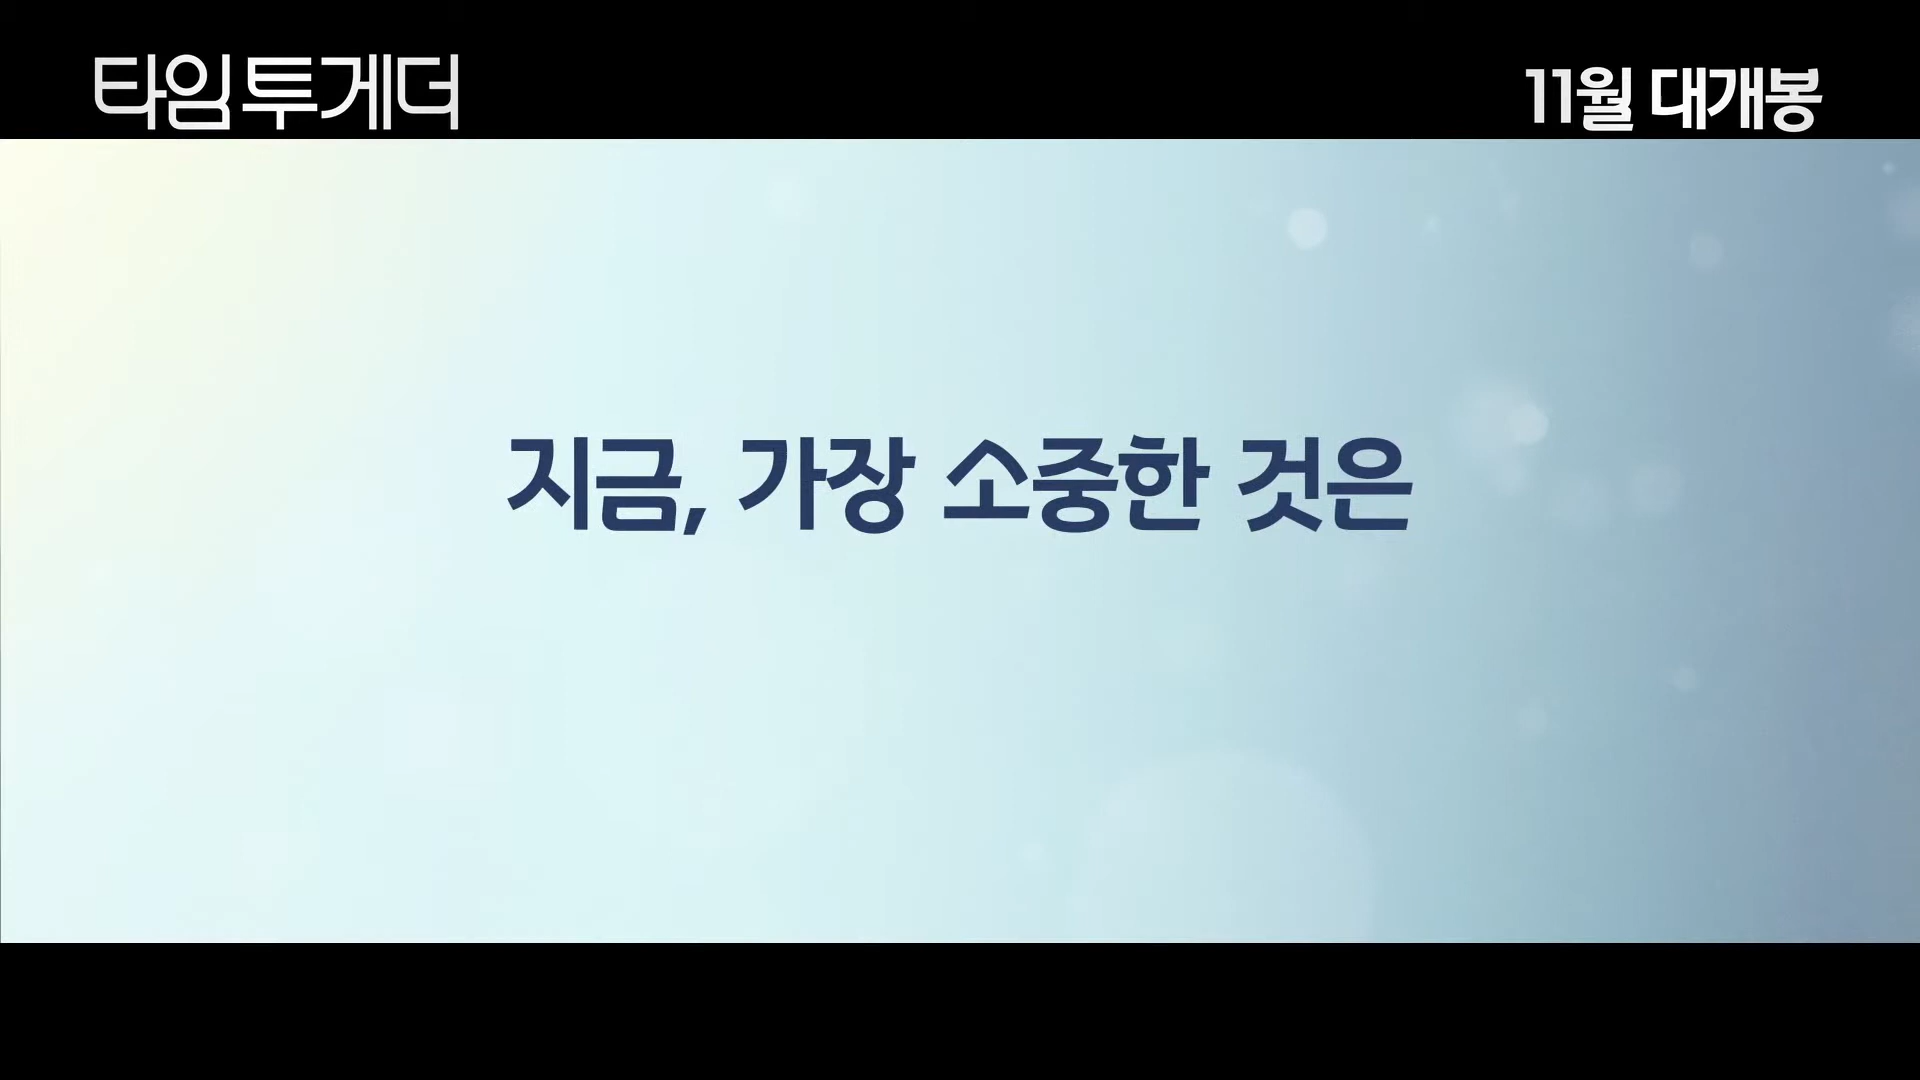 타임 투게더
11월 대개봉
지금, 가장 소중한 것은